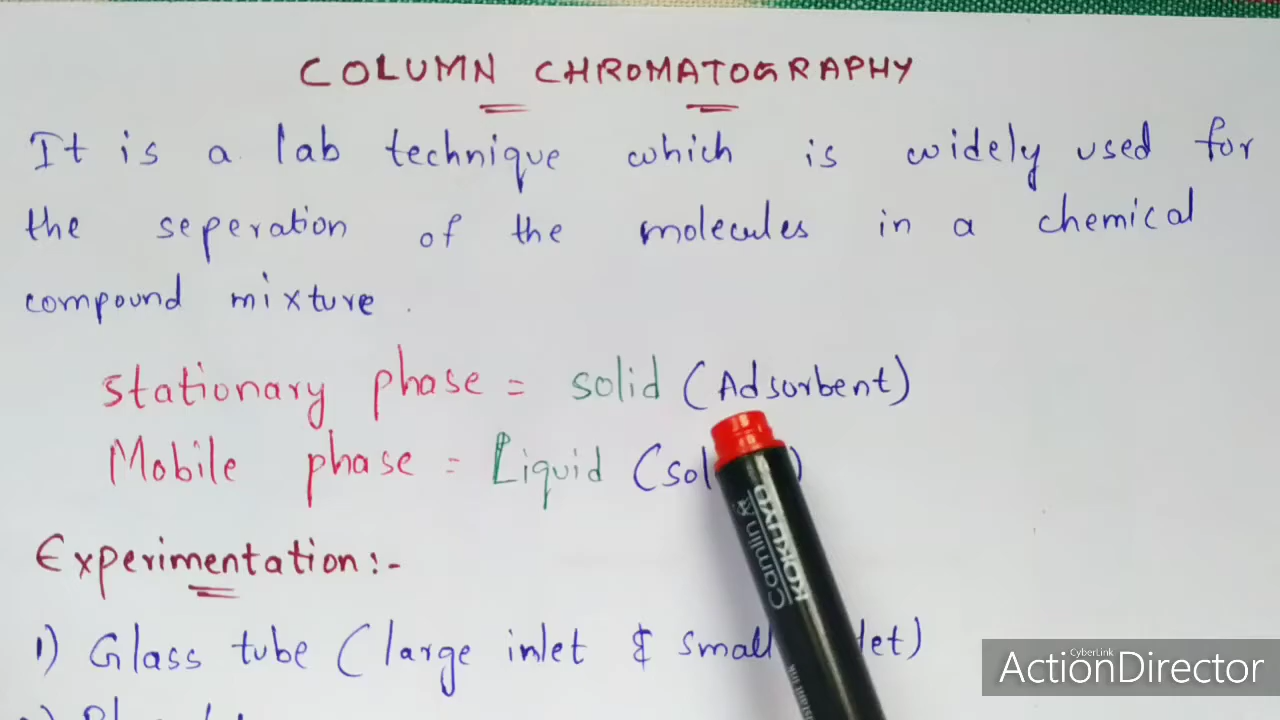 COLUMN CHROMATOGRAPHY
It is a lab technique which is widely used for
the seperation of the molecules in a chemical
compound mixture.
Stationary phase = solid (Adsorbent)
Mobile phase = Liquid
Experimentation :-
1) Glass tube (large inlet & small
Camlin
KOKUYO
CyberLink
ActionDirector